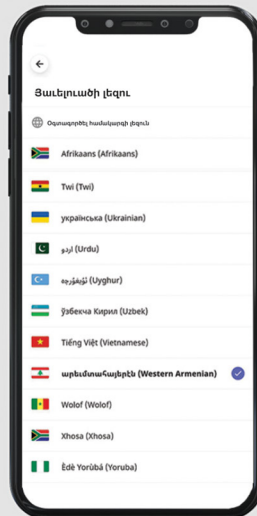 Յաւելուածի լեզու
Օգտագործել համակարգի լեզուն
Afrikaans (Afrikaans)
Twi (Twi)
українська (Ukrainian)
اردو (Urdu)
ئۇيغۇرچە (Uyghur)
Ўзбекча Кирил (Uzbek)
Tiếng Việt (Vietnamese)
արեւմտահայերէն (Western Armenian)
Wolof (Wolof)
Xhosa (Xhosa)
Èdè Yorùbá (Yoruba)